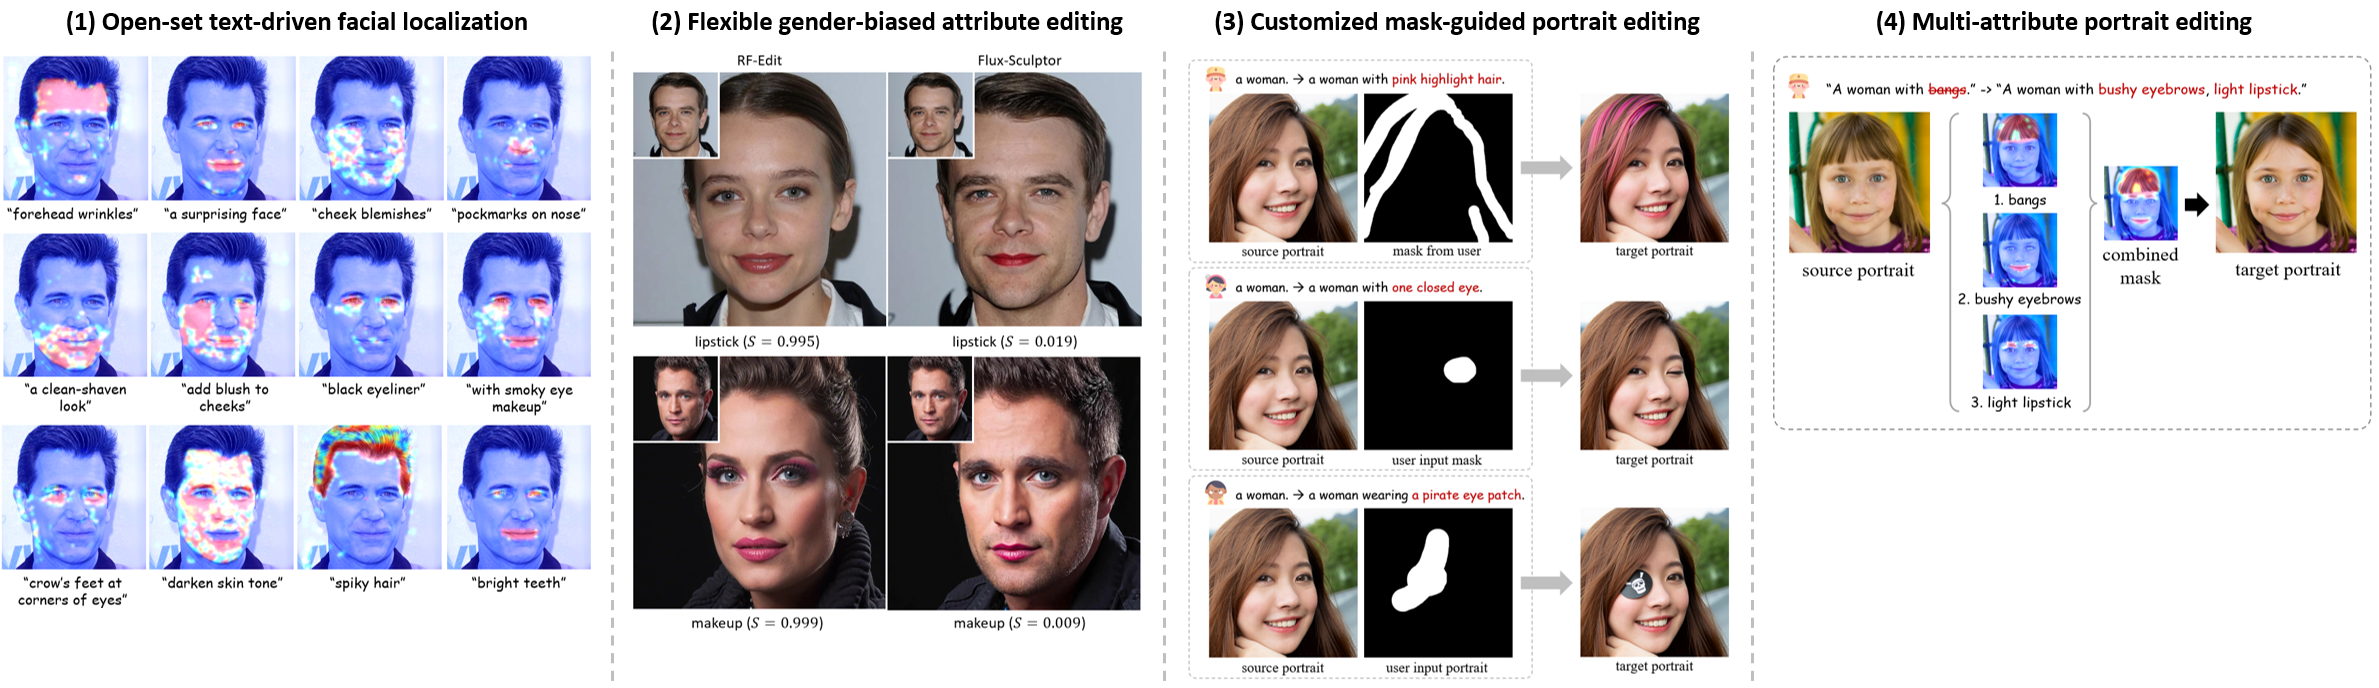 (1) Open-set text-driven facial localization
“forehead wrinkles”
“a surprising face”
“cheek blemishes”
“pockmarks on nose”
“a clean-shaven
look”
“add blush to
cheeks”
“black eyeliner”
“with smoky eye
makeup”
“crow’s feet at
corners of eyes”
“darken skin tone”
“spiky hair”
“bright teeth”
(2) Flexible gender-biased attribute editing
RF-Edit
Flux-Sculptor
lipstick (S = 0.995)
lipstick (S = 0.019)
makeup (S = 0.999)
makeup (S = 0.009)
(3) Customized mask-guided portrait editing
a woman. → a woman with pink highlight hair.
source portrait
mask from user
target portrait
a woman. → a woman with one closed eye.
source portrait
user input mask
target portrait
a woman. → a woman wearing a pirate eye patch.
source portrait
user input portrait
target portrait
(4) Multi-attribute portrait editing
“A woman with bangs.” -> “A woman with bushy eyebrows, light lipstick.”
source portrait
1. bangs
2. bushy eyebrows
3. light lipstick
combined
mask
target portrait